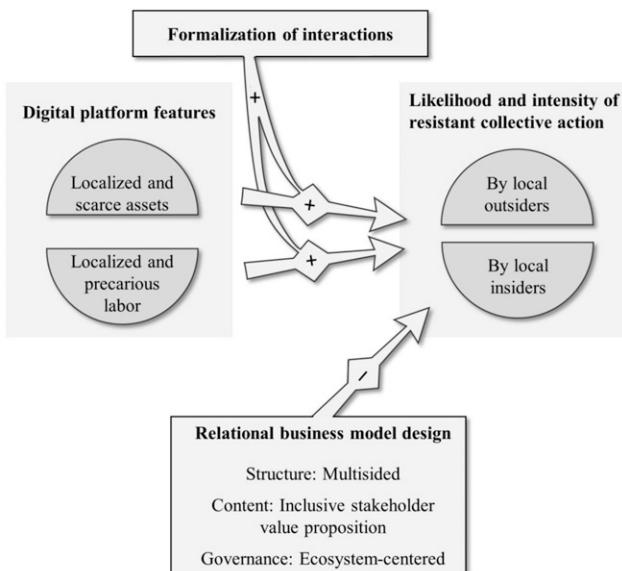 Formalization of interactions
+
Digital platform features
Localized and
scarce assets
Localized and
precarious
labor
+
+
Likelihood and intensity of
resistant collective action
By local
outsiders
By local
insiders
–
Relational business model design
Structure: Multisided
Content: Inclusive stakeholder
value proposition
Governance: Ecosystem-centered